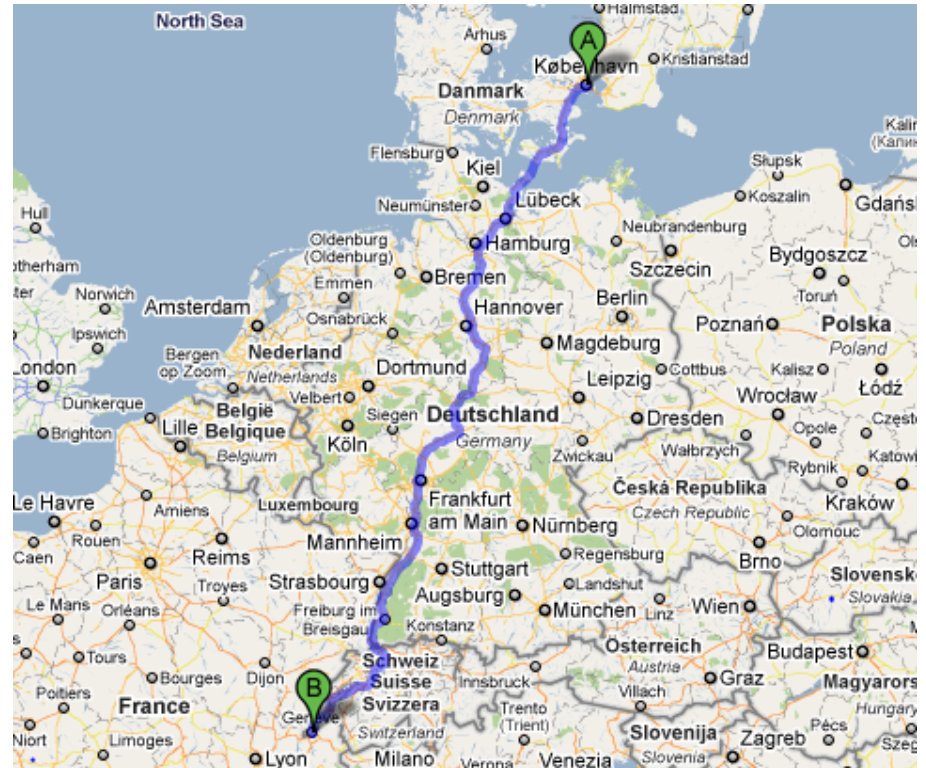 North Sea
Halmstad
Arhus
A
København
Kristianstad
Danmark
Denmark
Flensburg
Kiel
Słupsk
Koszalin
Gdańsk
Neumünster
Lübeck
Hull
Neubrandenburg
Oldenburg
(Oldenburg)
Hamburg
Bydgoszcz
Szczecin
Bremen
Emmen
Norwich
Toruń
Berlin
Amsterdam
Hannover
Osnabrück
Poznań
Polska
Poland
Ipswich
Magdeburg
Nederland
Netherlands
Bergen
op Zoom
London
Dortmund
Leipzig
Cottbus
Kalisz
Łódź
Velbert
Wrocław
Dunkerque
België
Belgique
Belgium
Siegen
Deutschland
Germany
Dresden
Brighton
Lille
Köln
Opole
Wałbrzych
Zwickau
Rybnik
Le Havre
Amiens
Luxembourg
Frankfurt
am Main
Česká Republika
Czech Republic
Kraków
Rouen
Caen
Reims
Mannheim
Nürnberg
Olomouc
Brno
Regensburg
Paris
Troyes
Strasbourg
Stuttgart
Landshut
Slovensko
Slovakia
Le Mans
Orléans
Augsburg
München
Linz
Wien
Freiburg im
Breisgau
Konstanz
Tours
Österreich
Austria
Budapest
Bourges
Dijon
Schweiz
Suisse
Svizzera
Switzerland
Innsbruck
Graz
Magyarors
Hungary
B
Poitiers
France
Genève
Villach
Trento
(Trient)
Slovenija
Slovenia
Pécs
Zagreb
Niort
Limoges
Lyon
Milano
Verona
Venezia